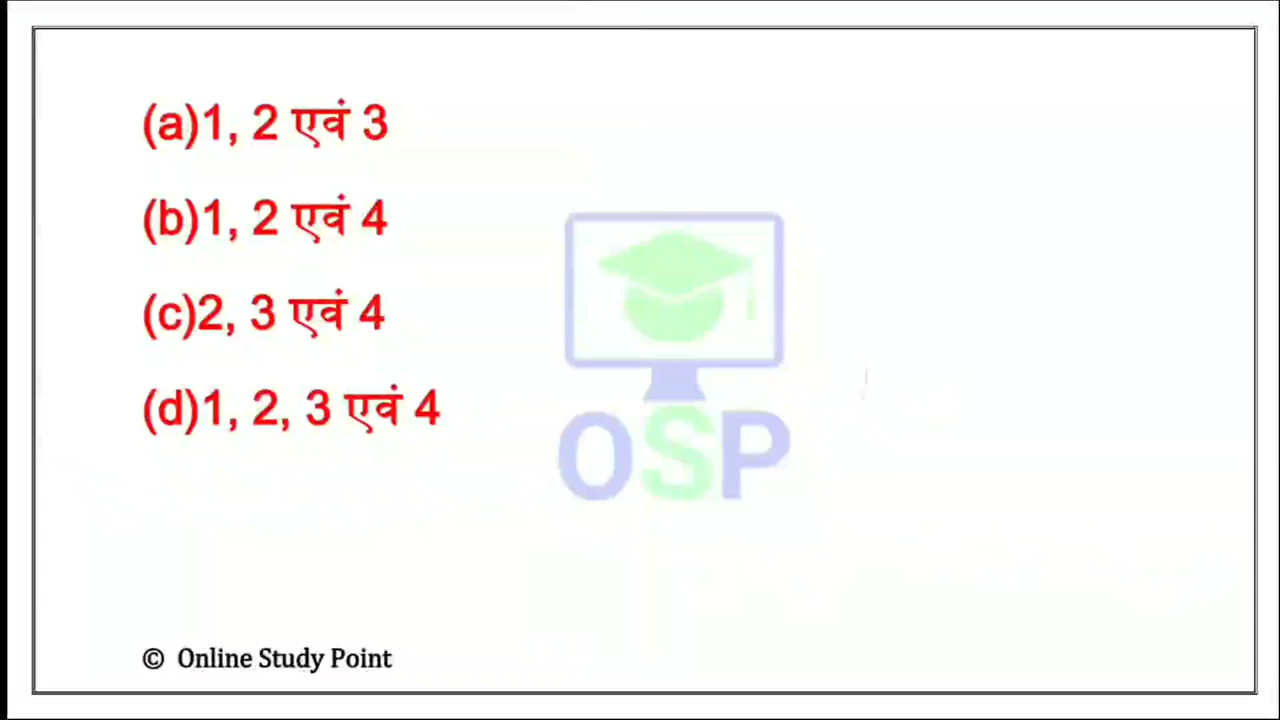 (a)1, 2 एवं 3
(b)1, 2 एवं 4
(c)2, 3 एवं 4
(d)1, 2, 3 एवं 4
OSP
© Online Study Point